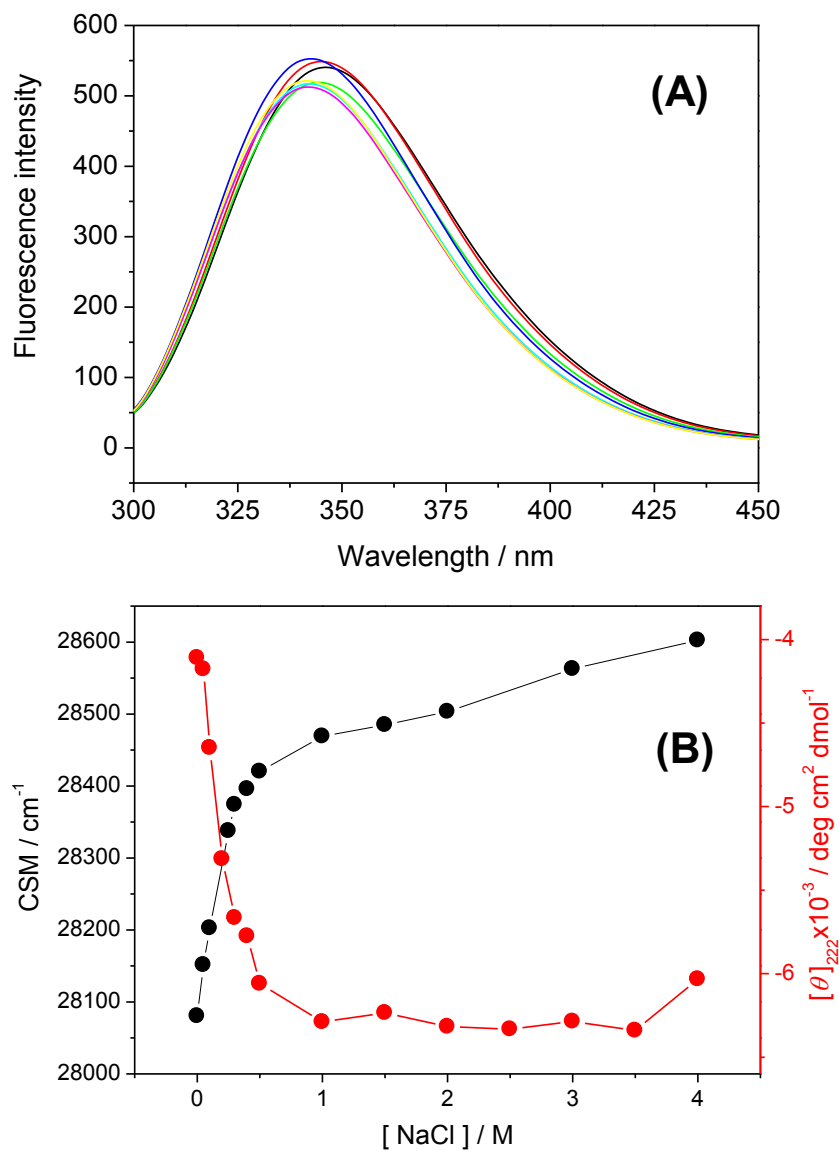 600
500
400
300
200
100
0
Fluorescence intensity
(A)
300 325 350 375 400 425 450
Wavelength / nm
28600
28500
28400
28300
28200
28100
28000
CSM / cm⁻¹
(B)
-4
-5
-6
[θ]₂₂₂x10⁻³ / deg cm² dmol⁻¹
0 1 2 3 4
[ NaCl ] / M